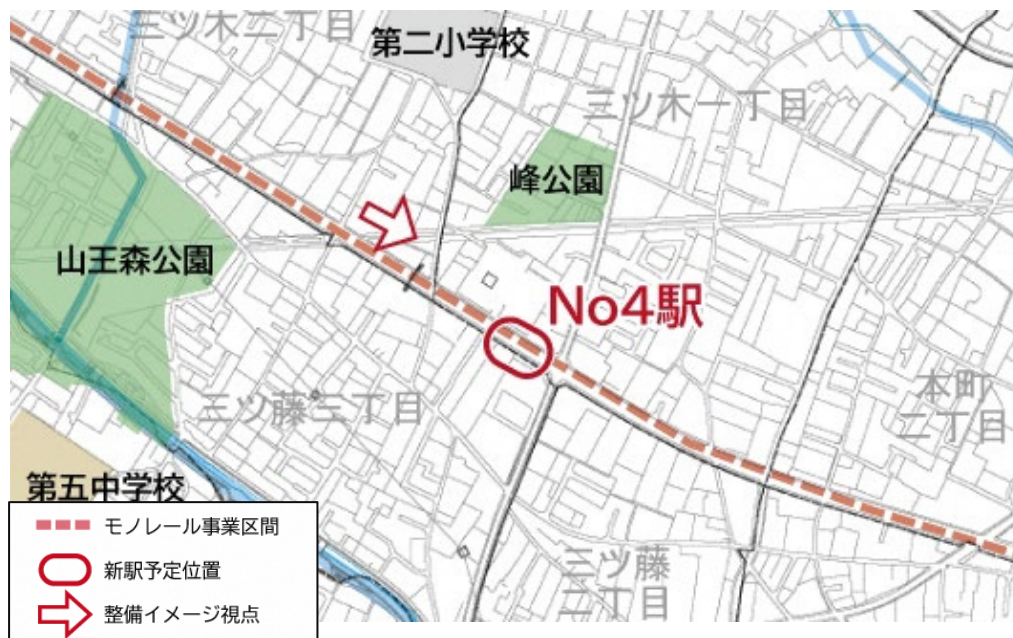 三ツ木二丁目
第二小学校
三ツ木一丁目
峰公園
山王森公園
No4駅
本町
二丁目
三ツ藤三丁目
第五中学校
三ツ藤
二丁目
モノレール事業区間
新駅予定位置
整備イメージ視点